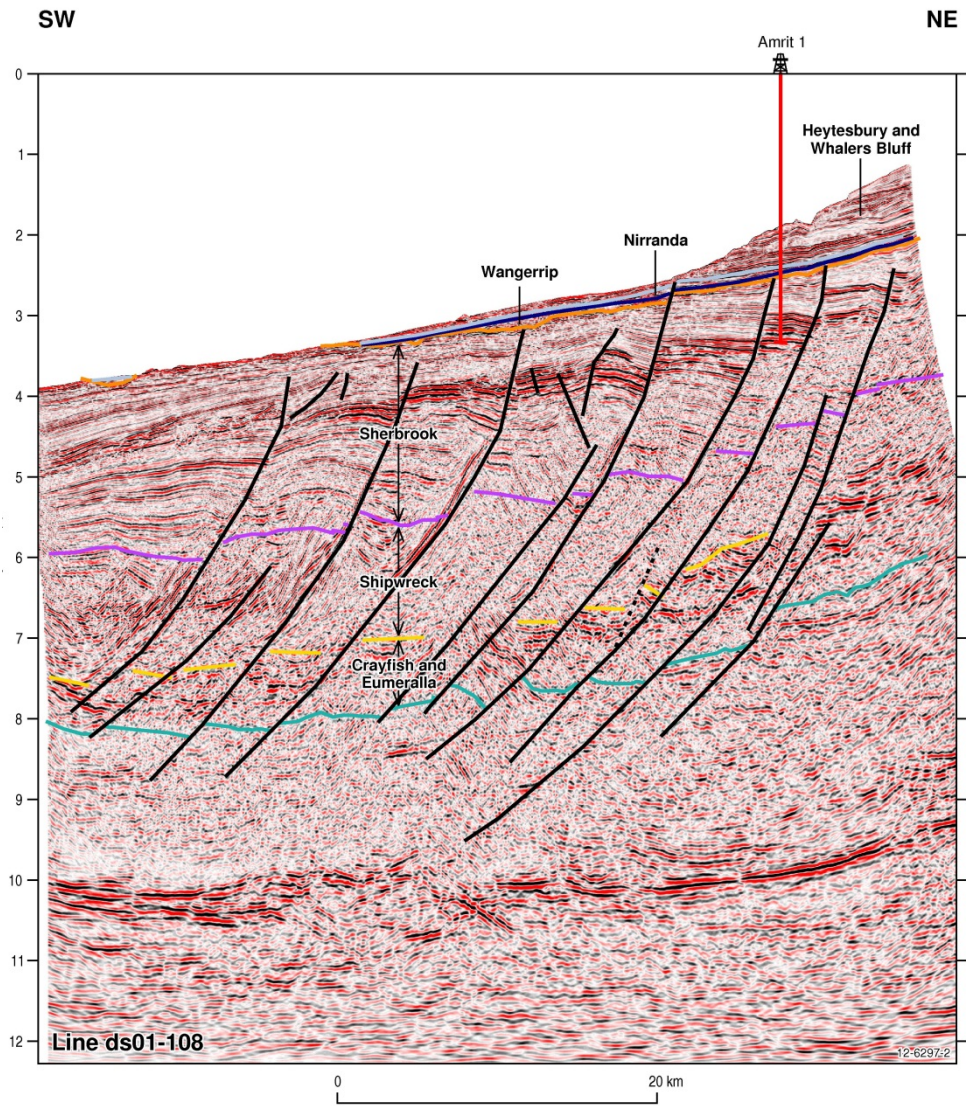 SW
NE
Amrit 1
0
Heytesbury and
Whalers Bluff
1
2
Nirranda
Wangerrip
3
4
Sherbrook
5
6
Shipwreck
7
Crayfish and
Eumeralla
8
9
10
11
12
Line ds01-108
12-6297-2
0
20 km